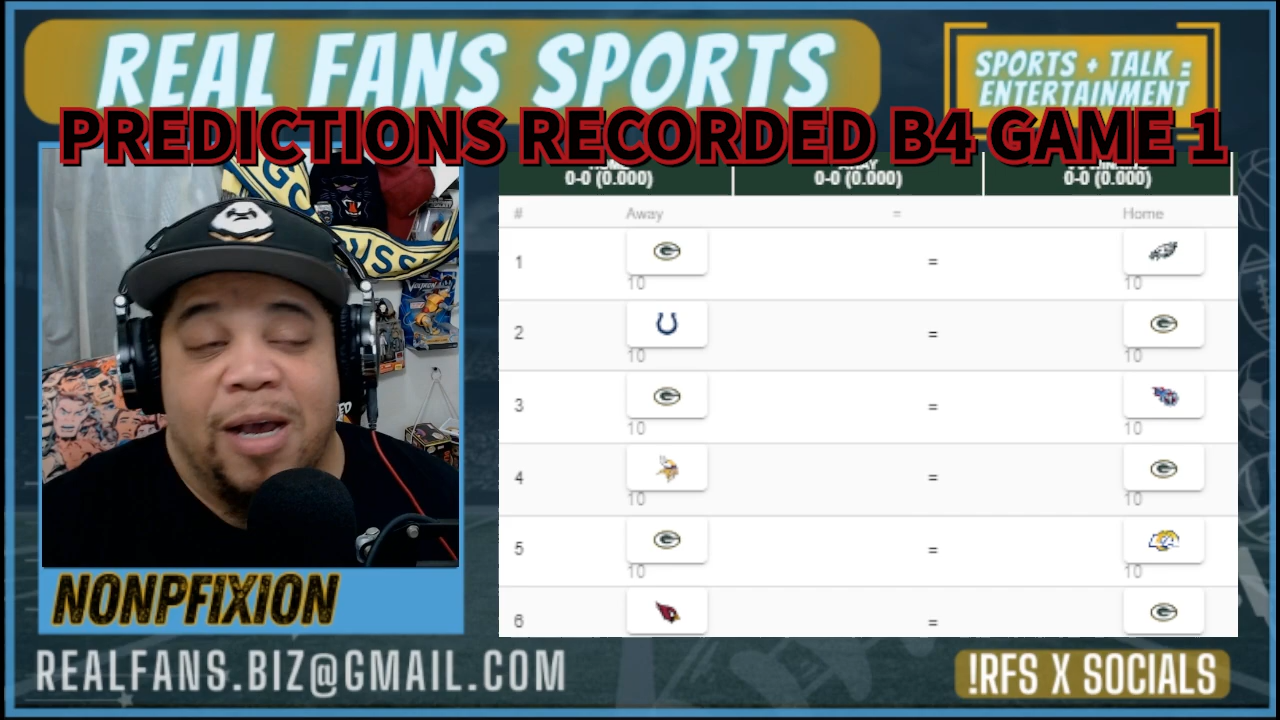 REAL FANS SPORTS
SPORTS + TALK =
ENTERTAINMENT
PREDICTIONS RECORDED B4 GAME 1
0-0 (0.000)
AWAY
0-0 (0.000)
0-0 (0.000)
# Away = Home
1 =
10 10
2 =
10 10
3 =
10 10
4 =
10 10
5 =
10 10
6 =
VOLTRON
NONPFIXION
REALFANS.BIZ@GMAIL.COM
!RFS X SOCIALS